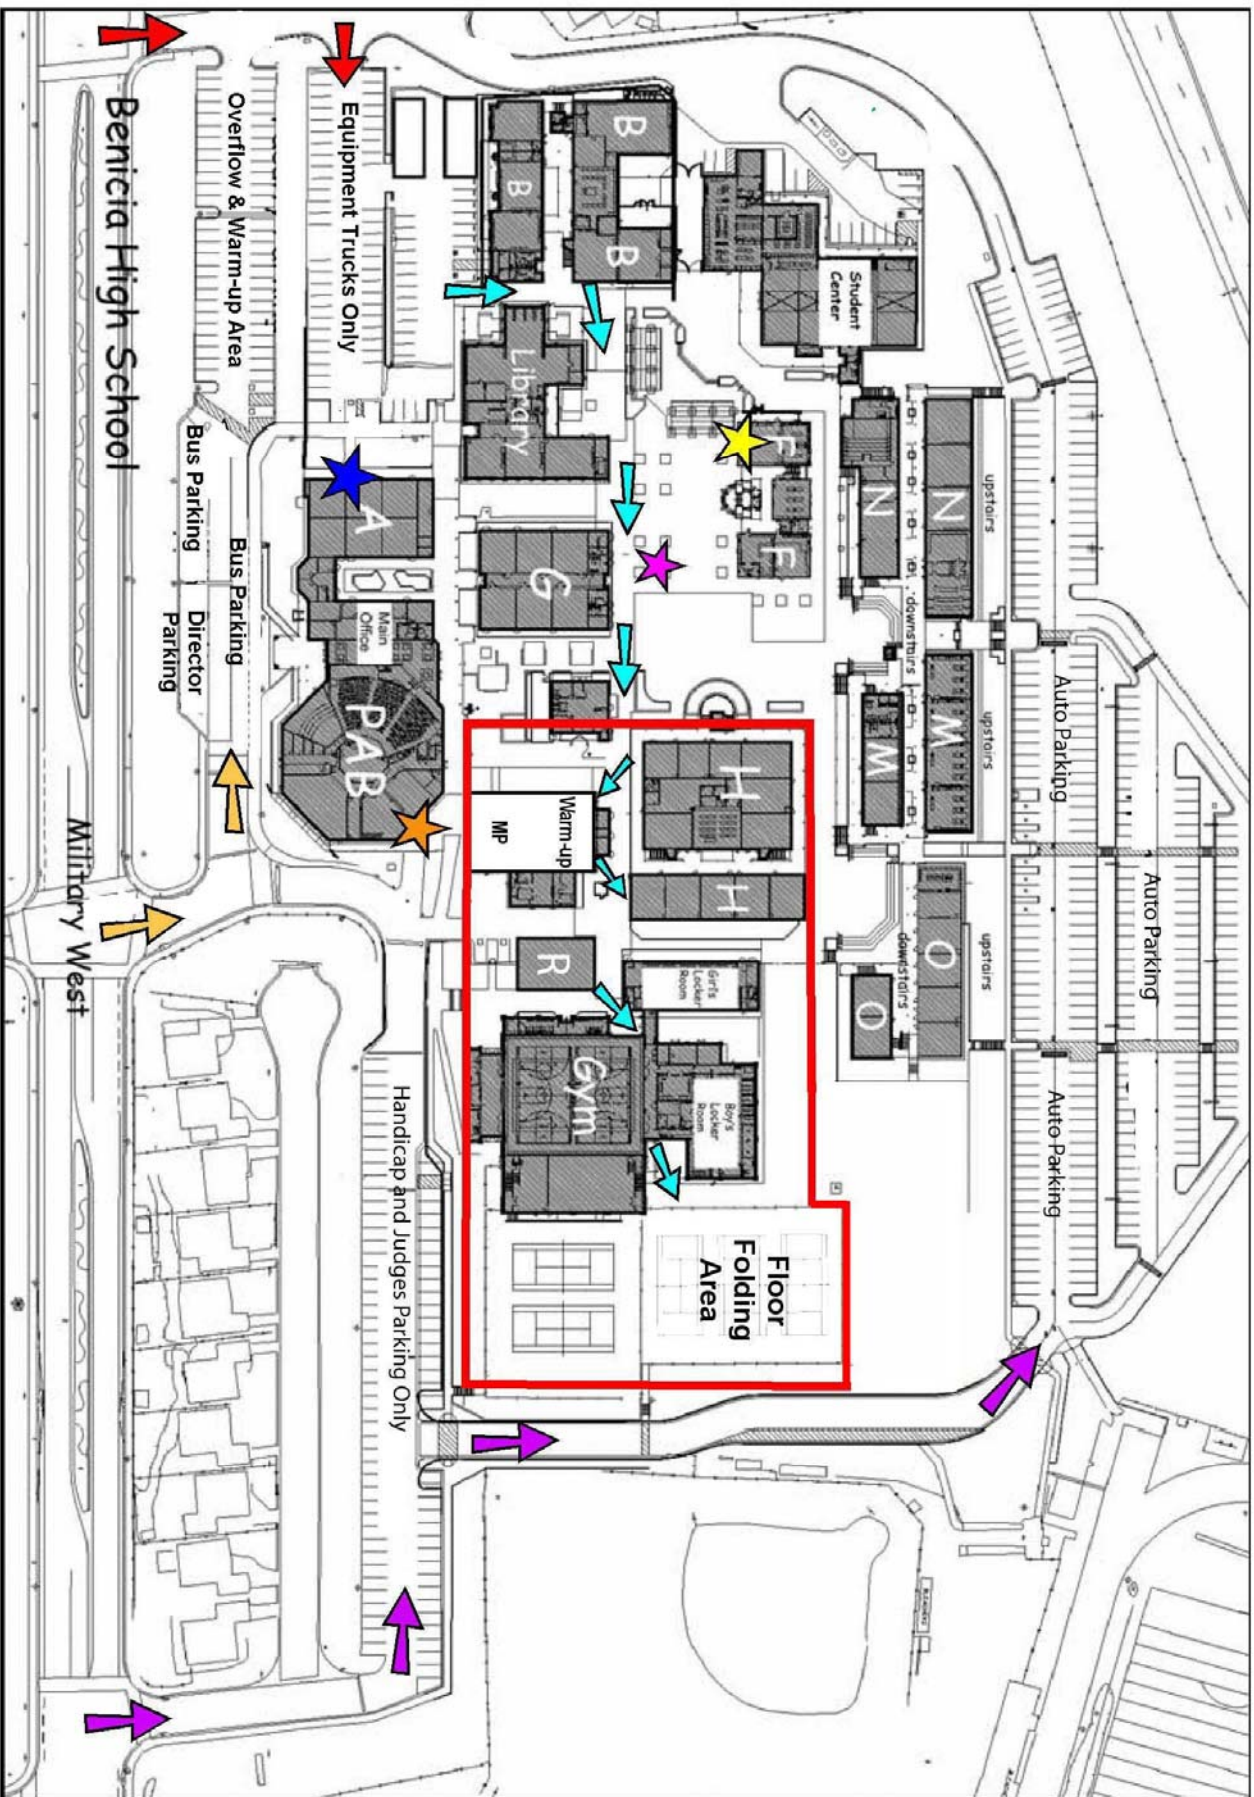 Auto Parking
Auto Parking
Auto Parking
upstairs
upstairs
upstairs
N
M
O
downstairs
downstairs
N
M
O
Student
Center
F
F
H
H
Girl's
Locker
Room
Boy's
Locker
Room
Floor
Folding
Area
B
B
B
Library
G
Warm-up
MP
R
Gym
A
Main
Office
PAB
Handicap and Judges Parking Only
Equipment Trucks Only
Overflow & Warm-up Area
Bus Parking
Bus Parking
Director
Parking
Benicia High School
Military West